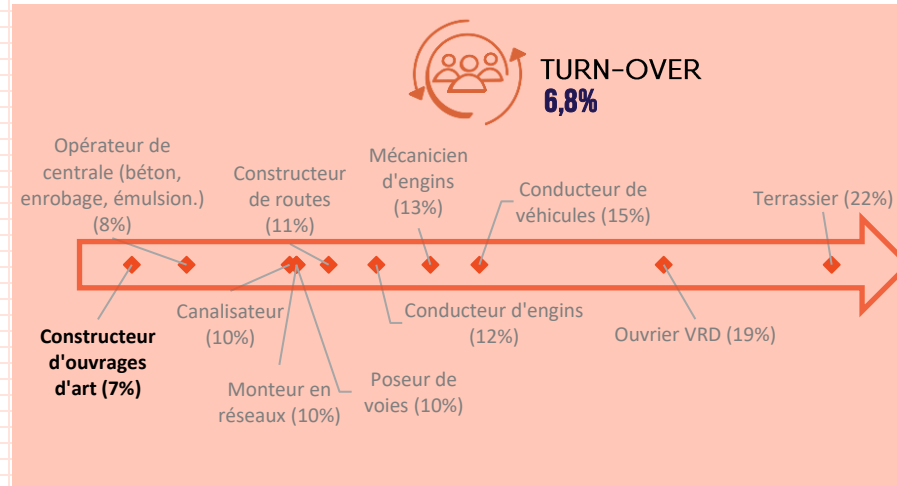 TURN-OVER
6,8%
Opérateur de
centrale (béton,
enrobage, émulsion.)
(8%)
Constructeur
de routes
(11%)
Mécanicien
d'engins
(13%)
Conducteur de
véhicules (15%)
Terrassier (22%)
Constructeur
d'ouvrages
d'art (7%)
Canalisateur
(10%)
Monteur en
réseaux (10%)
Poseur de
voies (10%)
Conducteur d'engins
(12%)
Ouvrier VRD (19%)